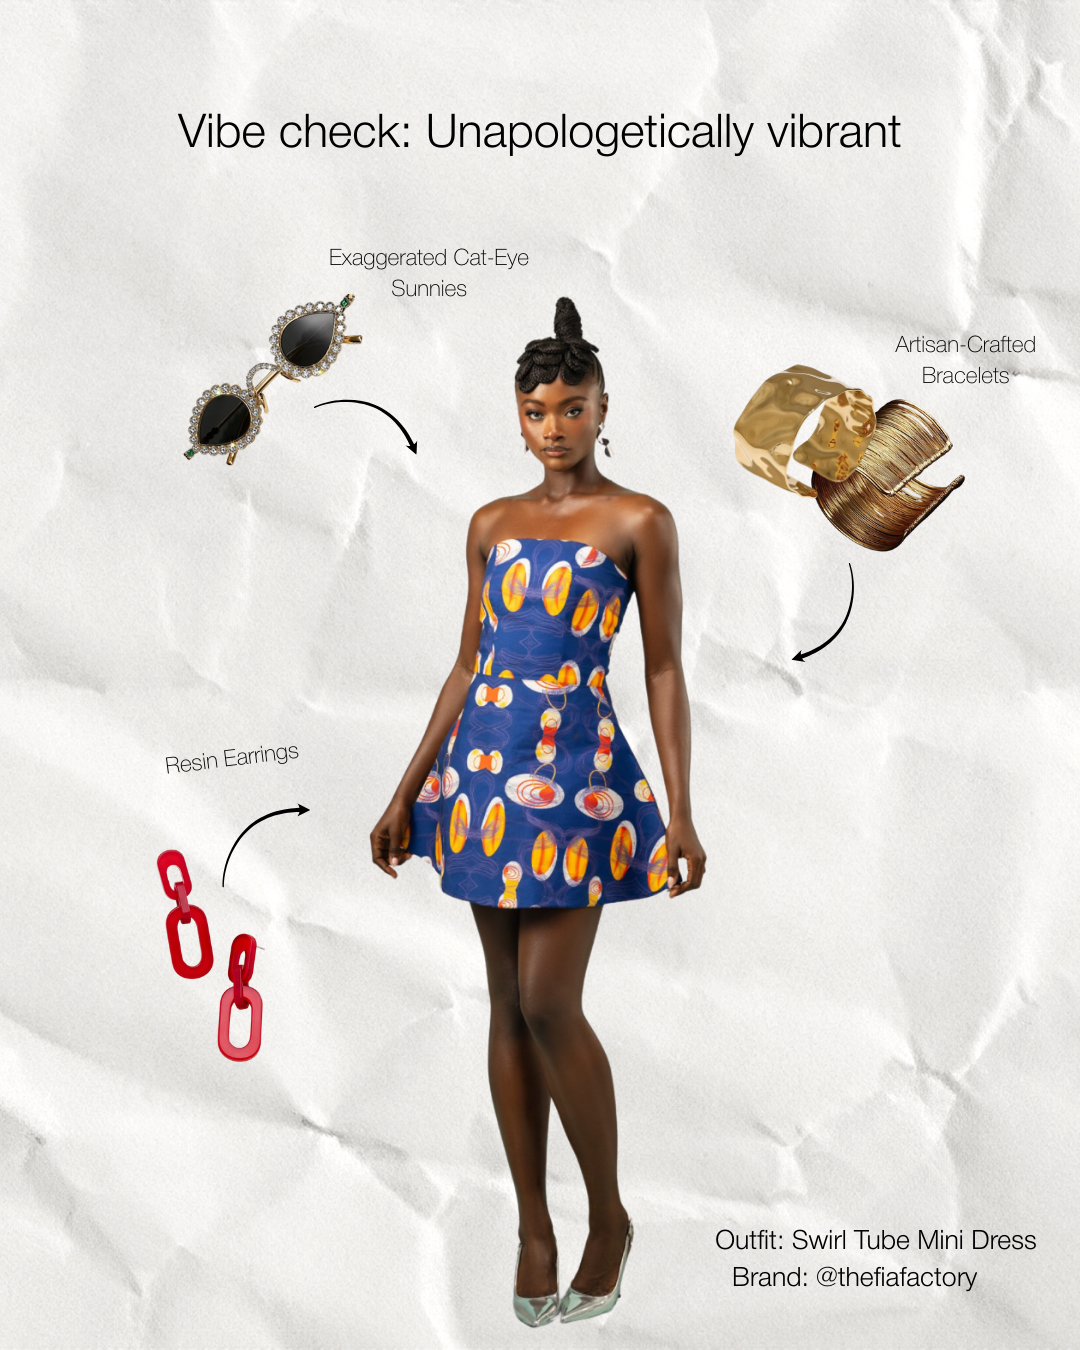 Vibe check: Unapologetically vibrant
Exaggerated Cat-Eye
Sunnies
Artisan-Crafted
Bracelets
Resin Earrings
Outfit: Swirl Tube Mini Dress
Brand: @thefiafactory